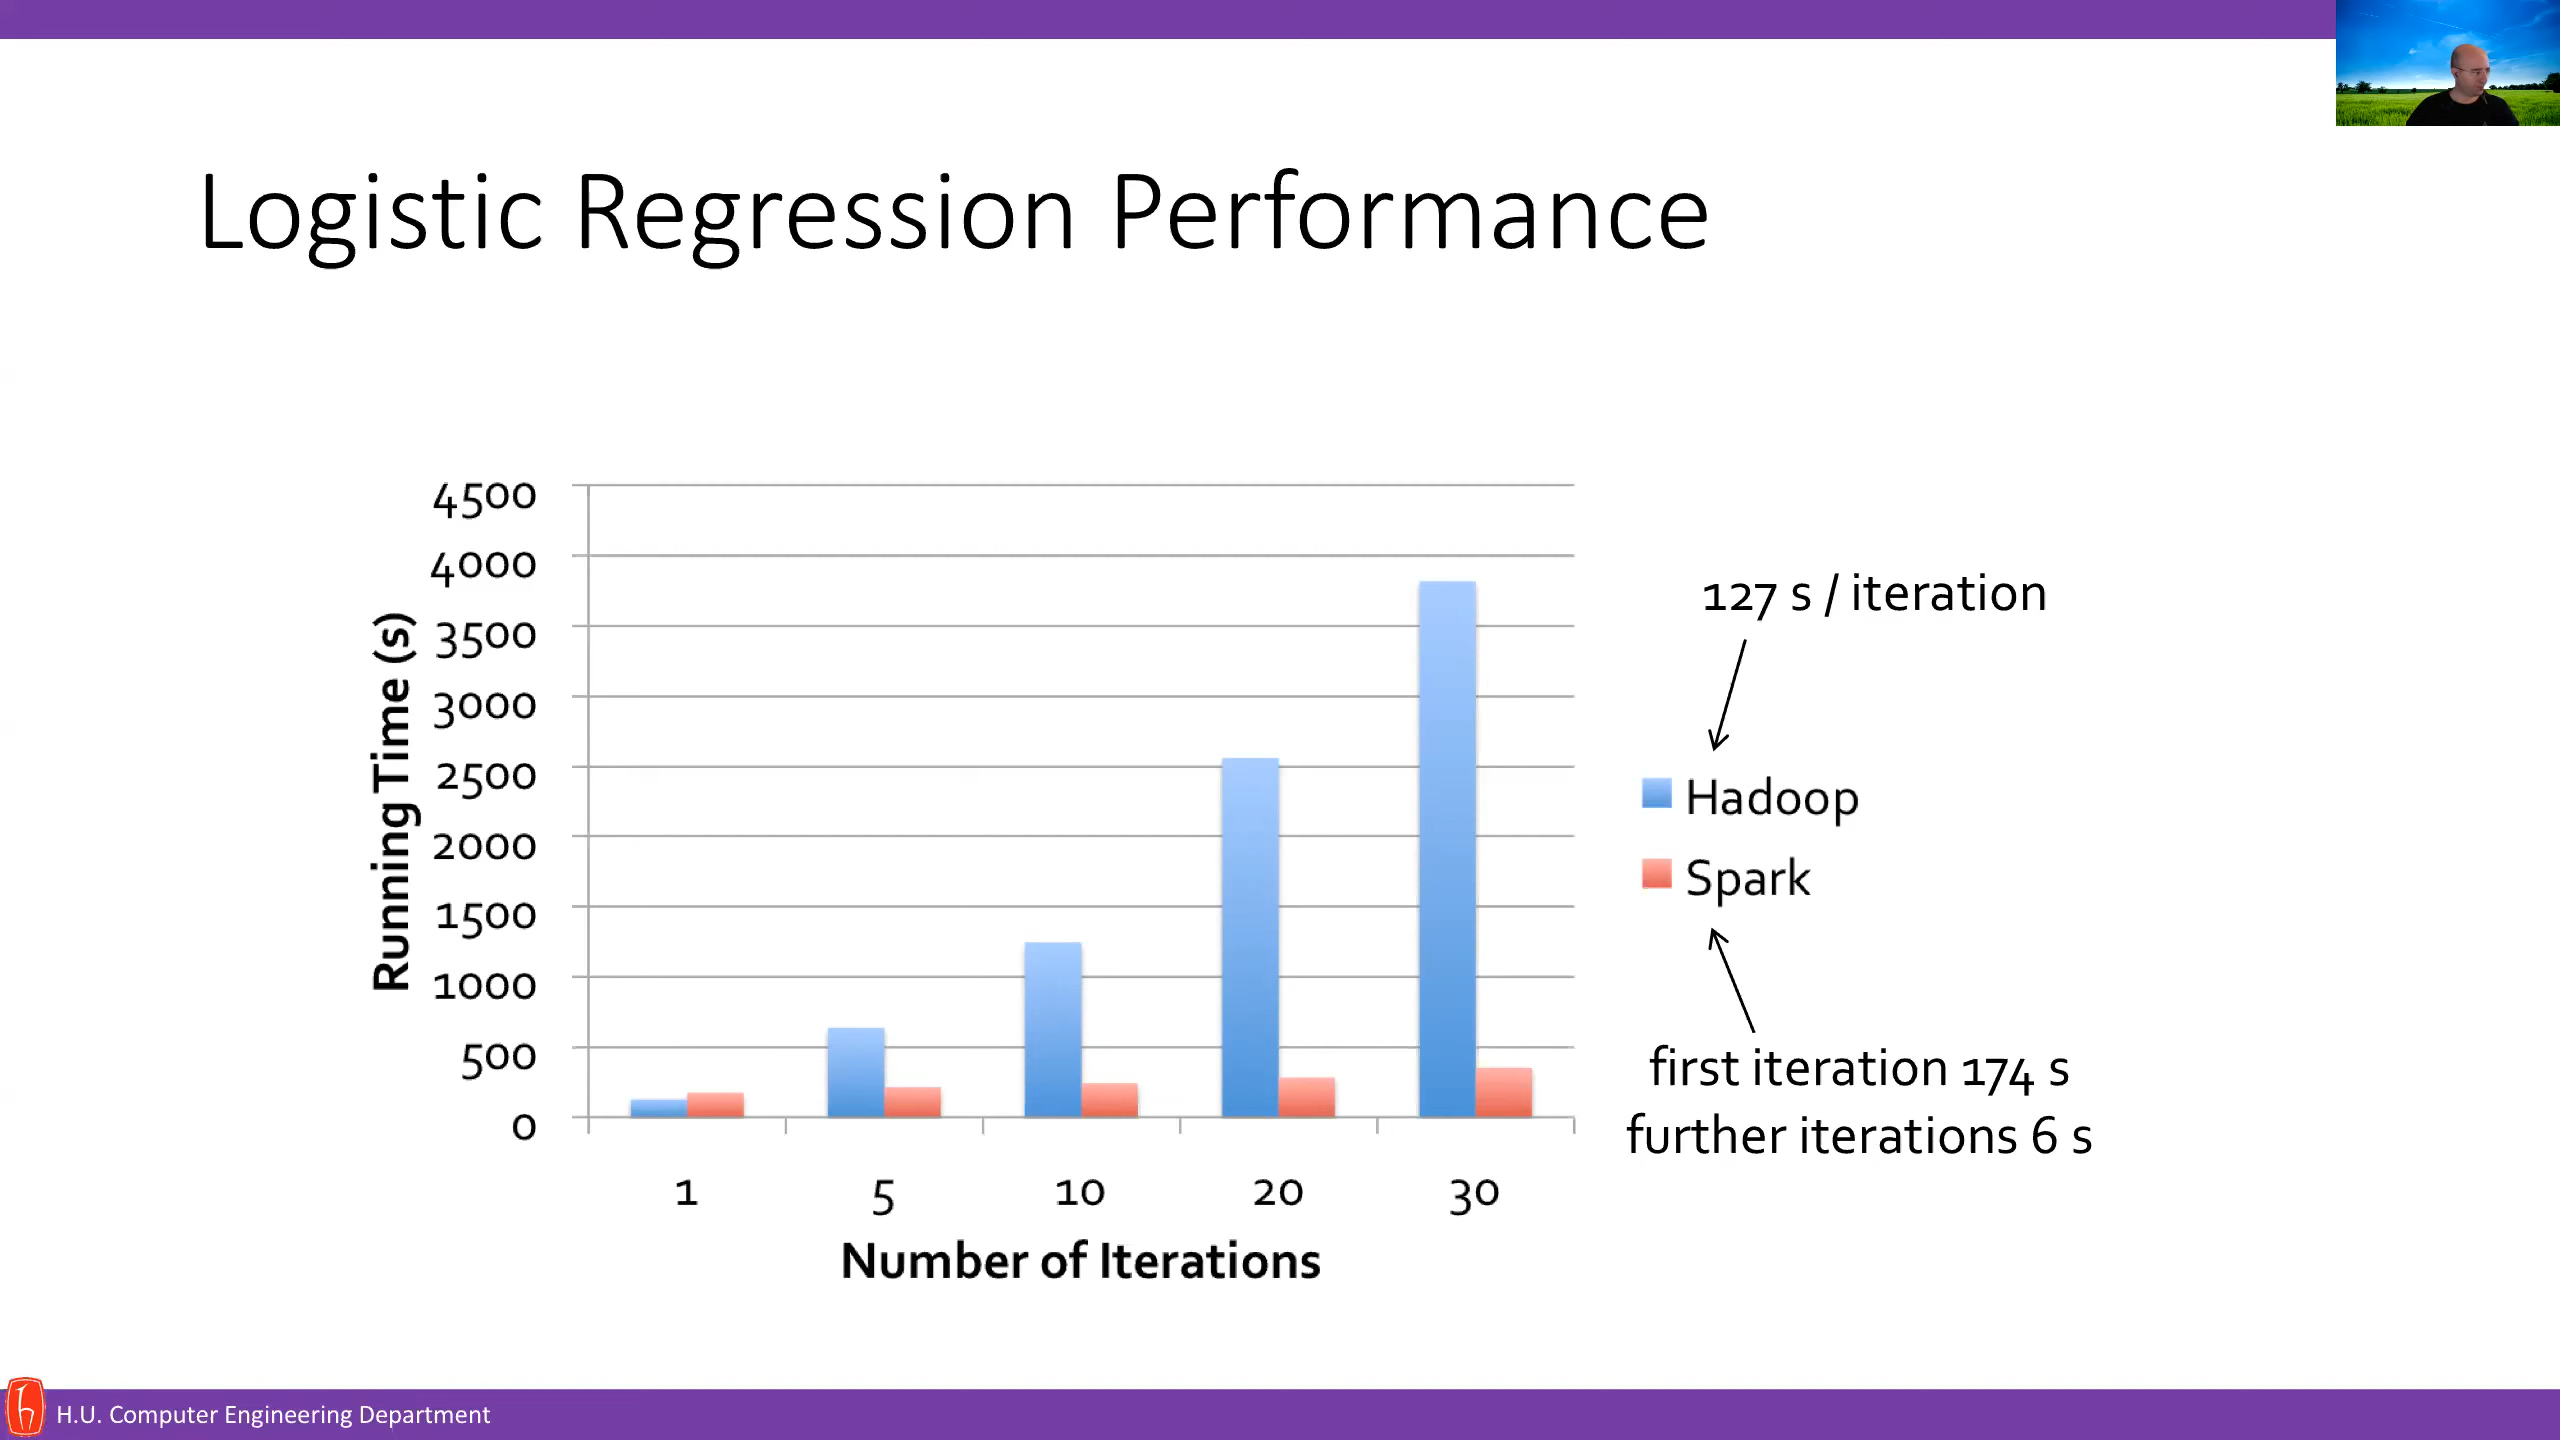 Logistic Regression Performance
4500
4000
3500
3000
2500
2000
1500
1000
500
0
Running Time (s)
1 5 10 20 30
Number of Iterations
127 s / iteration
Hadoop
Spark
first iteration 174 s
further iterations 6 s
H.U. Computer Engineering Department